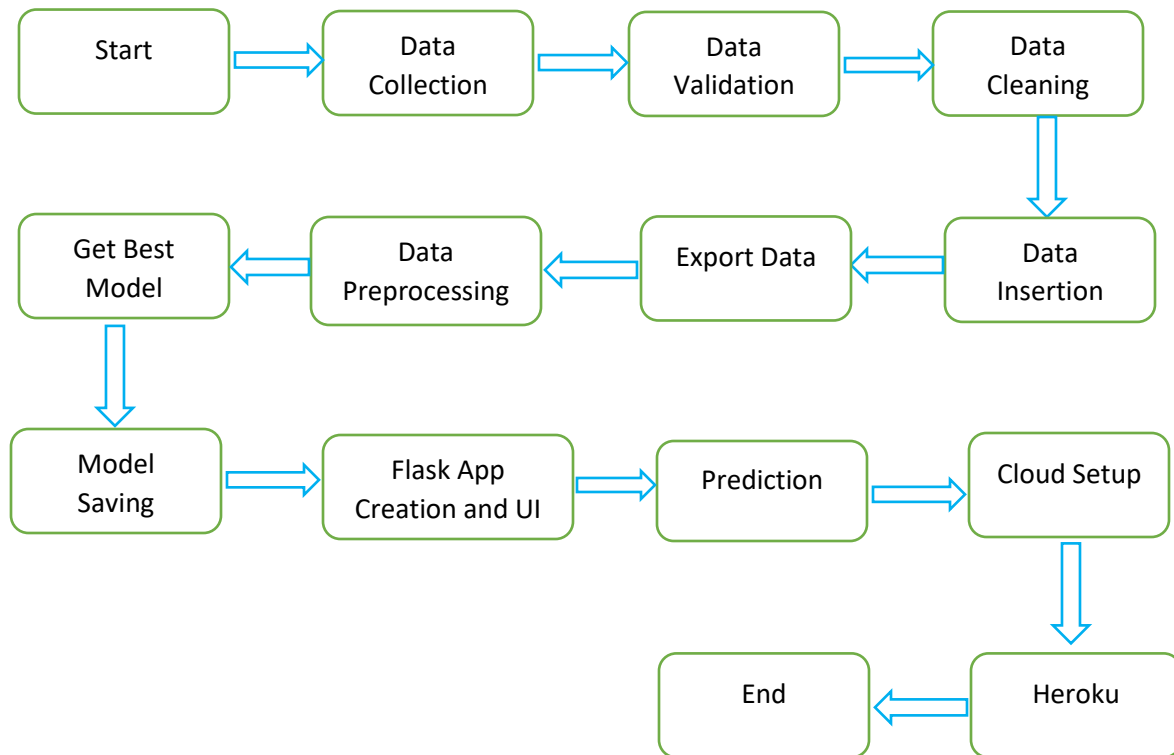 Start
Data
Collection
Data
Validation
Data
Cleaning
Data
Insertion
Export Data
Data
Preprocessing
Get Best
Model
Model
Saving
Flask App
Creation and UI
Prediction
Cloud Setup
Heroku
End